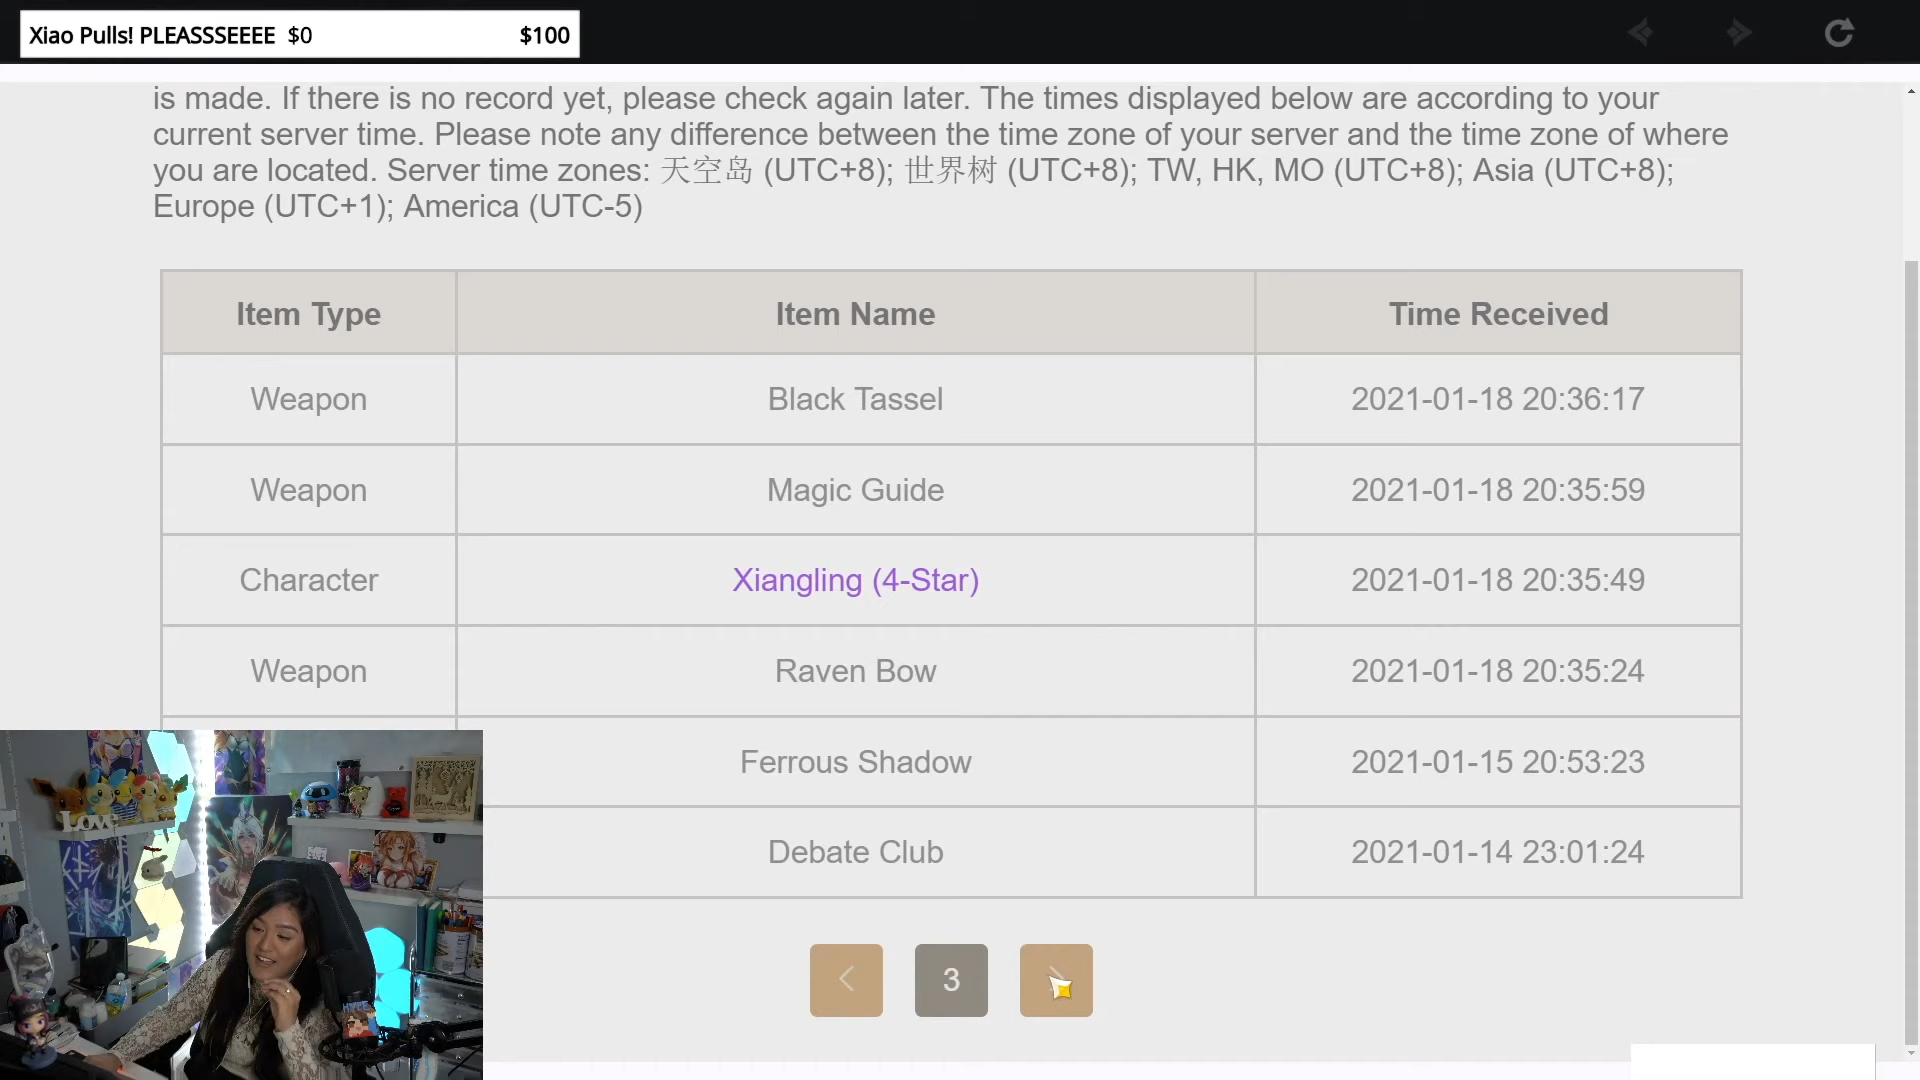 Xiao Pulls! PLEASSSEEEE $0 $100
is made. If there is no record yet, please check again later. The times displayed below are according to your
current server time. Please note any difference between the time zone of your server and the time zone of where
you are located. Server time zones: 天空岛 (UTC+8); 世界树 (UTC+8); TW, HK, MO (UTC+8); Asia (UTC+8);
Europe (UTC+1); America (UTC-5)
Item Type Item Name Time Received
Weapon Black Tassel 2021-01-18 20:36:17
Weapon Magic Guide 2021-01-18 20:35:59
Character Xiangling (4-Star) 2021-01-18 20:35:49
Weapon Raven Bow 2021-01-18 20:35:24
Ferrous Shadow 2021-01-15 20:53:23
Debate Club 2021-01-14 23:01:24
3
Love